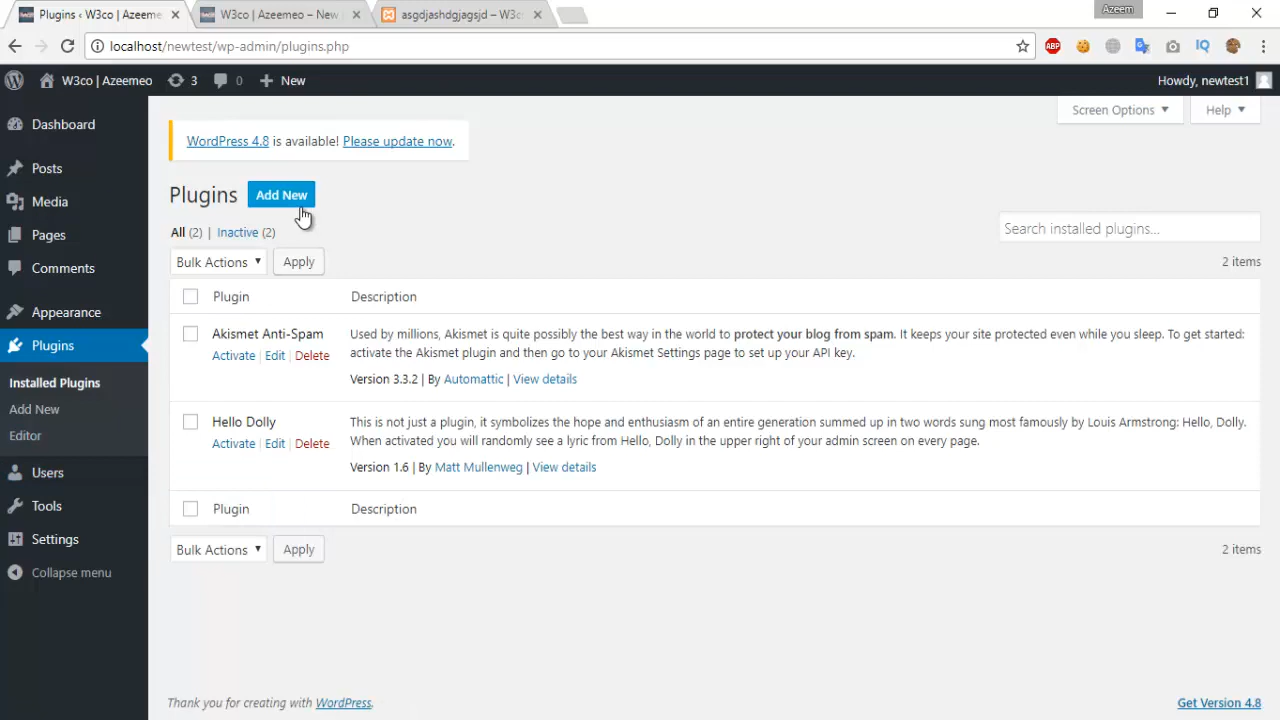 Plugins ‹ W3co | Azeeme
W3co | Azeemeo – New
asgdjashdgjagsjd – W3c
Azeem
localhost/newtest/wp-admin/plugins.php
ABP
IQ
W3co | Azeemeo
3
0
New
Howdy, newtest1
Dashboard
Posts
Media
Pages
Comments
Appearance
Plugins
Installed Plugins
Add New
Editor
Users
Tools
Settings
Collapse menu
Screen Options
Help
WordPress 4.8 is available! Please update now.
Plugins
Add New
All (2) | Inactive (2)
Search installed plugins...
Bulk Actions
Apply
2 items
Plugin
Description
Akismet Anti-Spam
Activate | Edit | Delete
Used by millions, Akismet is quite possibly the best way in the world to protect your blog from spam. It keeps your site protected even while you sleep. To get started:
activate the Akismet plugin and then go to your Akismet Settings page to set up your API key.
Version 3.3.2 | By Automattic | View details
Hello Dolly
Activate | Edit | Delete
This is not just a plugin, it symbolizes the hope and enthusiasm of an entire generation summed up in two words sung most famously by Louis Armstrong: Hello, Dolly.
When activated you will randomly see a lyric from Hello, Dolly in the upper right of your admin screen on every page.
Version 1.6 | By Matt Mullenweg | View details
Plugin
Description
Bulk Actions
Apply
2 items
Thank you for creating with WordPress.
Get Version 4.8